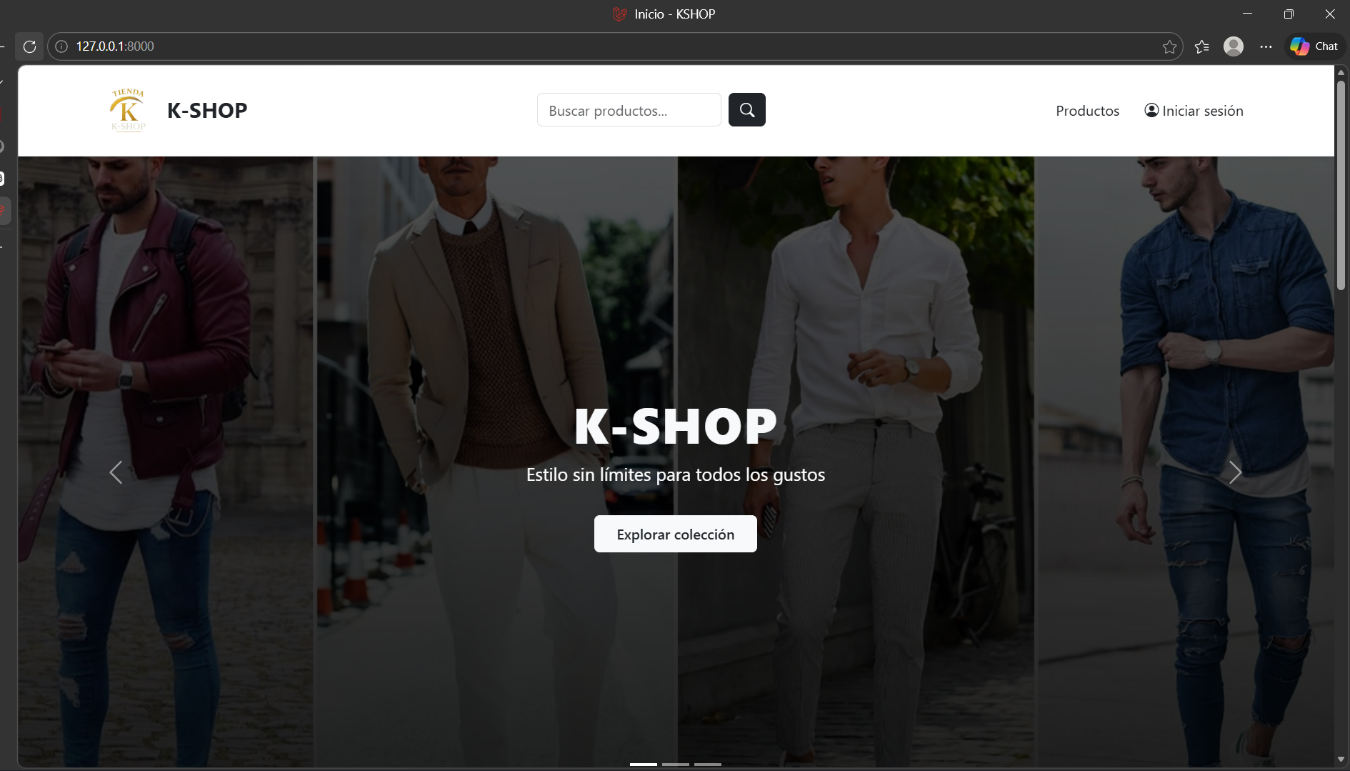 Inicio - KSHOP
127.0.0.1:8000
Chat
TIENDA
K
K-SHOP
K-SHOP
Buscar productos...
Productos
Iniciar sesión
K-SHOP
Estilo sin límites para todos los gustos
Explorar colección